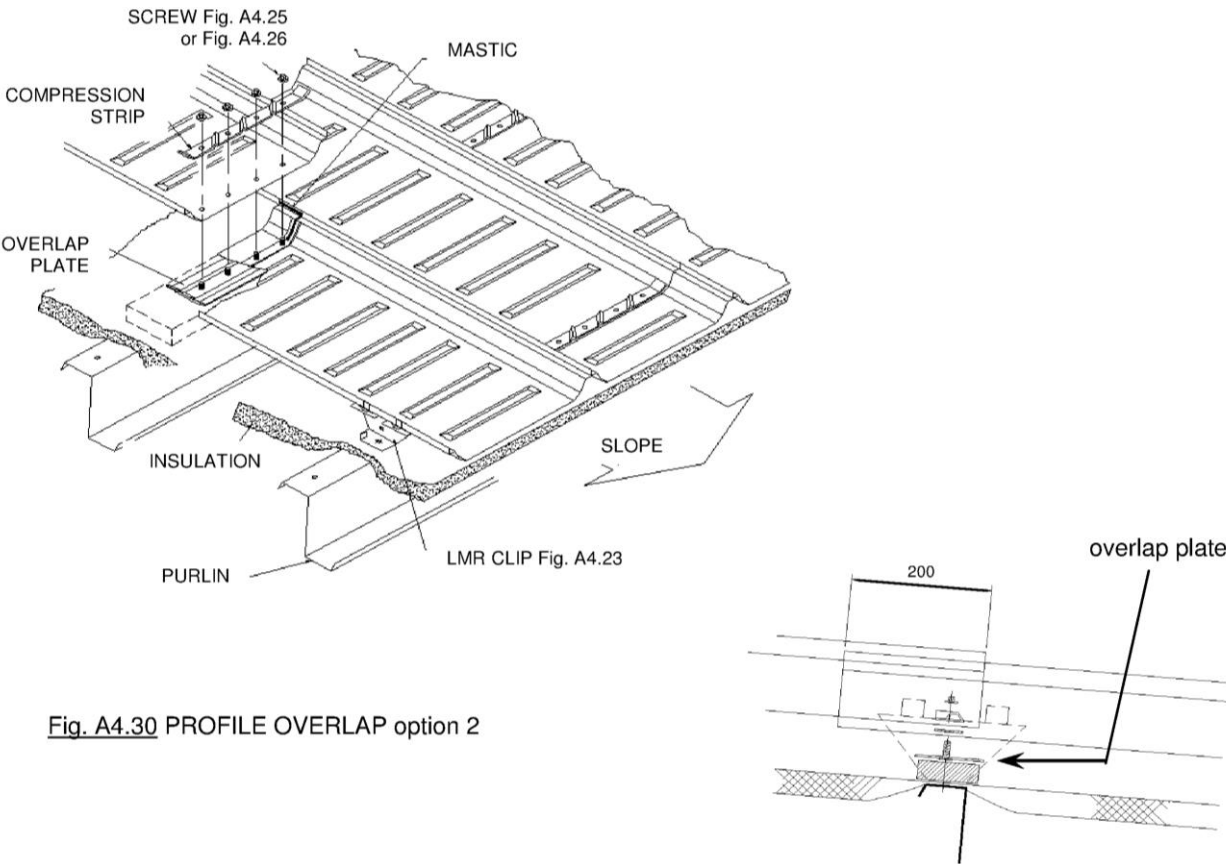 SCREW Fig. A4.25
or Fig. A4.26
MASTIC
COMPRESSION
STRIP
OVERLAP
PLATE
INSULATION
SLOPE
PURLIN
LMR CLIP Fig. A4.23
overlap plate
200
Fig. A4.30 PROFILE OVERLAP option 2